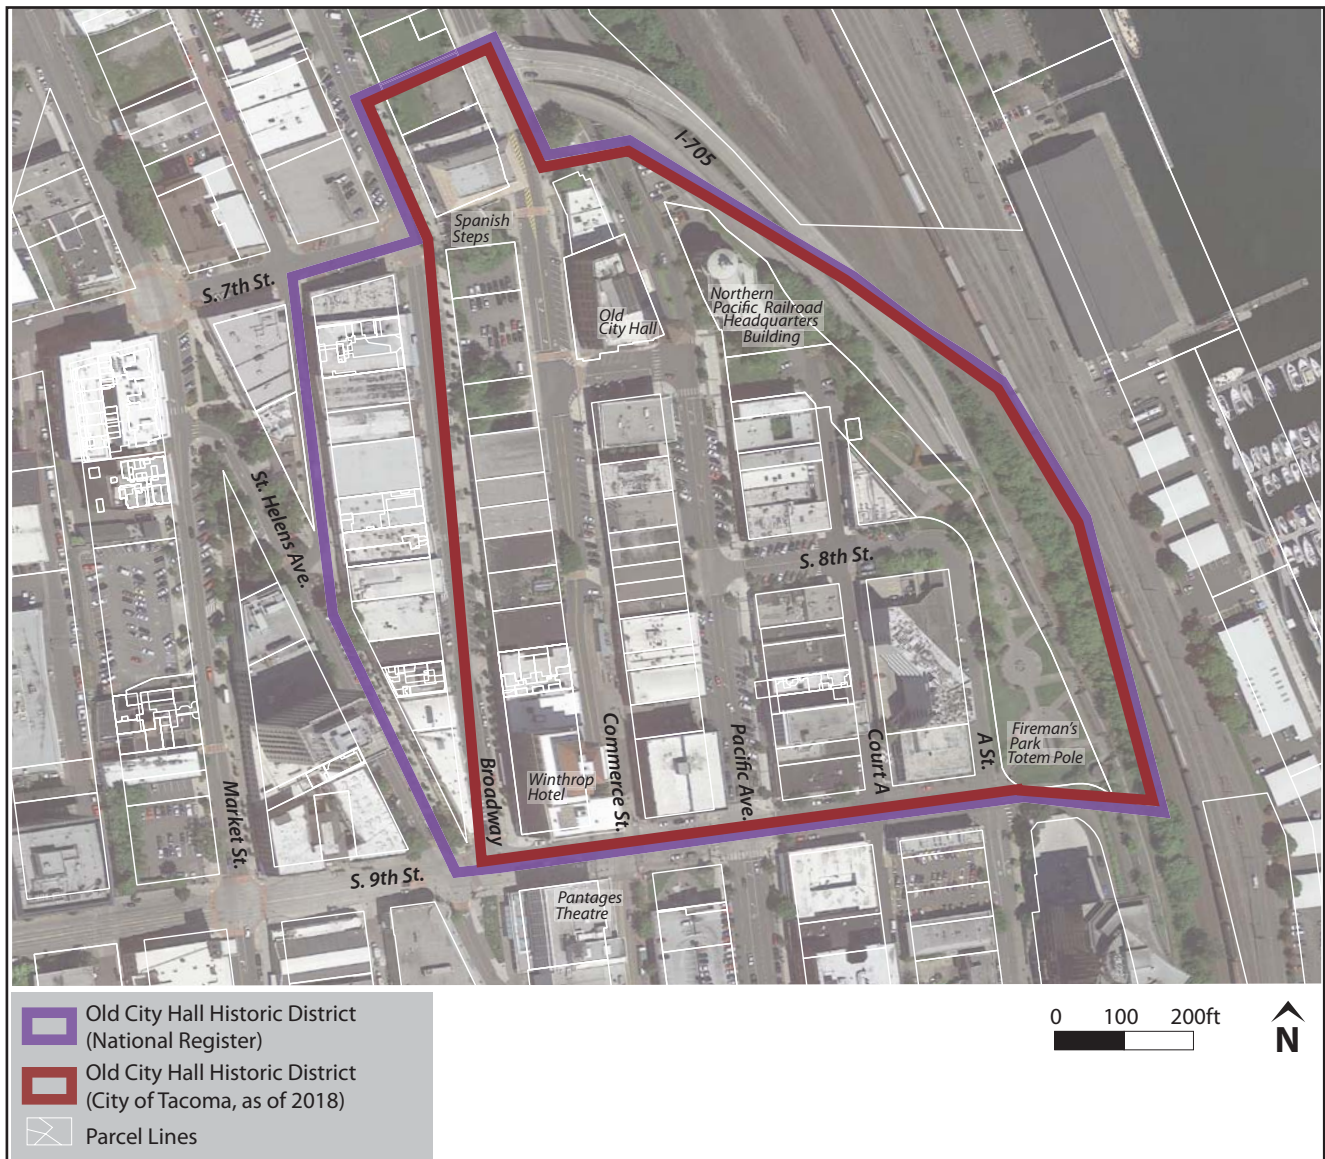 I-705
Spanish
Steps
S. 7th St.
Old
City Hall
Northern
Pacific Railroad
Headquarters
Building
St. Helens Ave.
S. 8th St.
Market St.
Broadway
Winthrop
Hotel
Commerce St.
Pacific Ave.
Court A
A St.
Fireman's
Park
Totem Pole
S. 9th St.
Pantages
Theatre
Old City Hall Historic District
(National Register)
Old City Hall Historic District
(City of Tacoma, as of 2018)
Parcel Lines
0 100 200ft
N